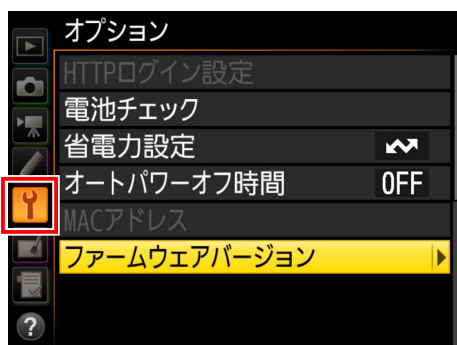 オプション
HTTPログイン設定
電池チェック
省電力設定
オートパワーオフ時間 OFF
MACアドレス
ファームウェアバージョン
?